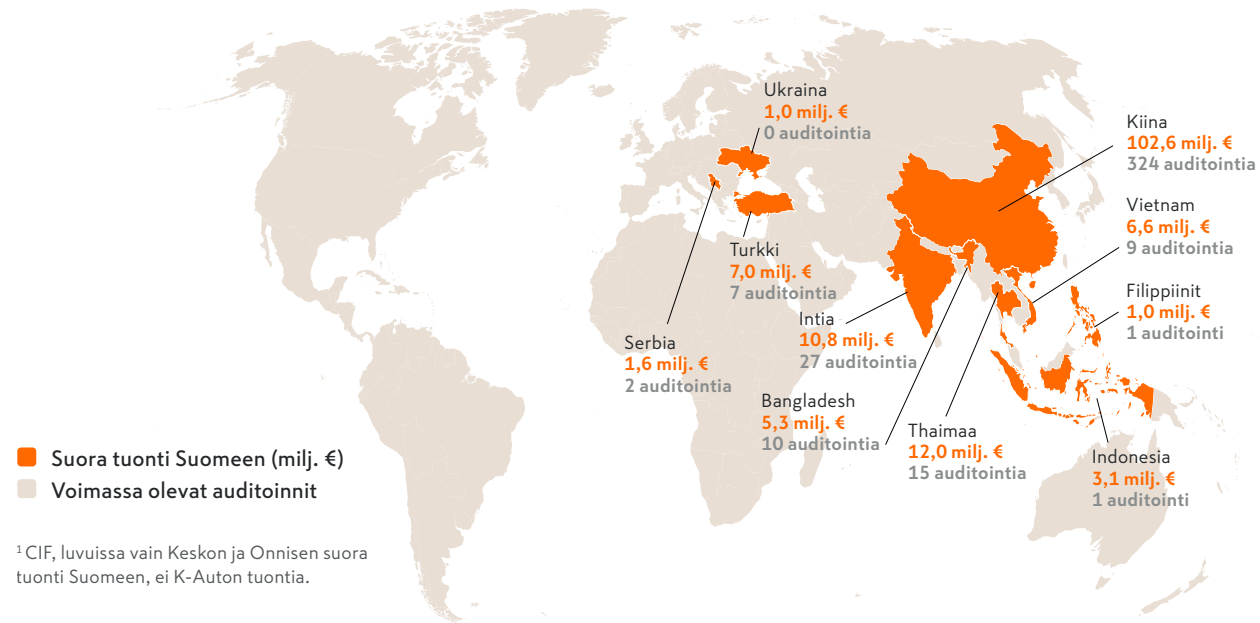 Ukraina
1,0 milj. €
0 auditointia
Kiina
102,6 milj. €
324 auditointia
Vietnam
6,6 milj. €
9 auditointia
Turkki
7,0 milj. €
7 auditointia
Filippiinit
1,0 milj. €
1 auditointi
Intia
10,8 milj. €
27 auditointia
Serbia
1,6 milj. €
2 auditointia
Bangladesh
5,3 milj. €
10 auditointia
Thaimaa
12,0 milj. €
15 auditointia
Indonesia
3,1 milj. €
1 auditointi
Suora tuonti Suomeen (milj. €)
Voimassa olevat auditoinnit
¹ CIF, luvuissa vain Keskon ja Onnisen suora
tuonti Suomeen, ei K-Auton tuontia.